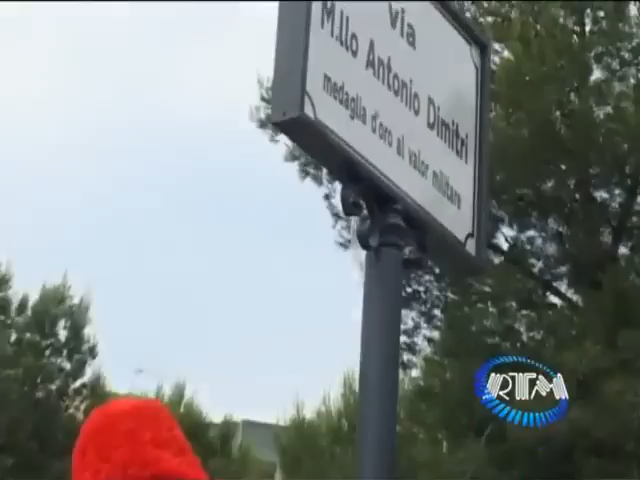 via
M.llo Antonio Dimitri
medaglia d'oro al valor militare
RTM